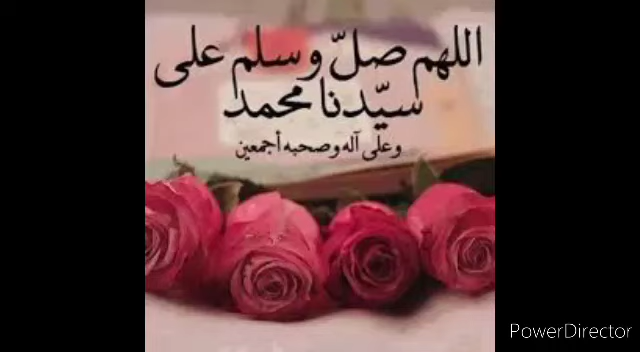 اللهم صلّ وسلم على
سيّدنا محمد
وعلى آله وصحبه أجمعين
PowerDirector